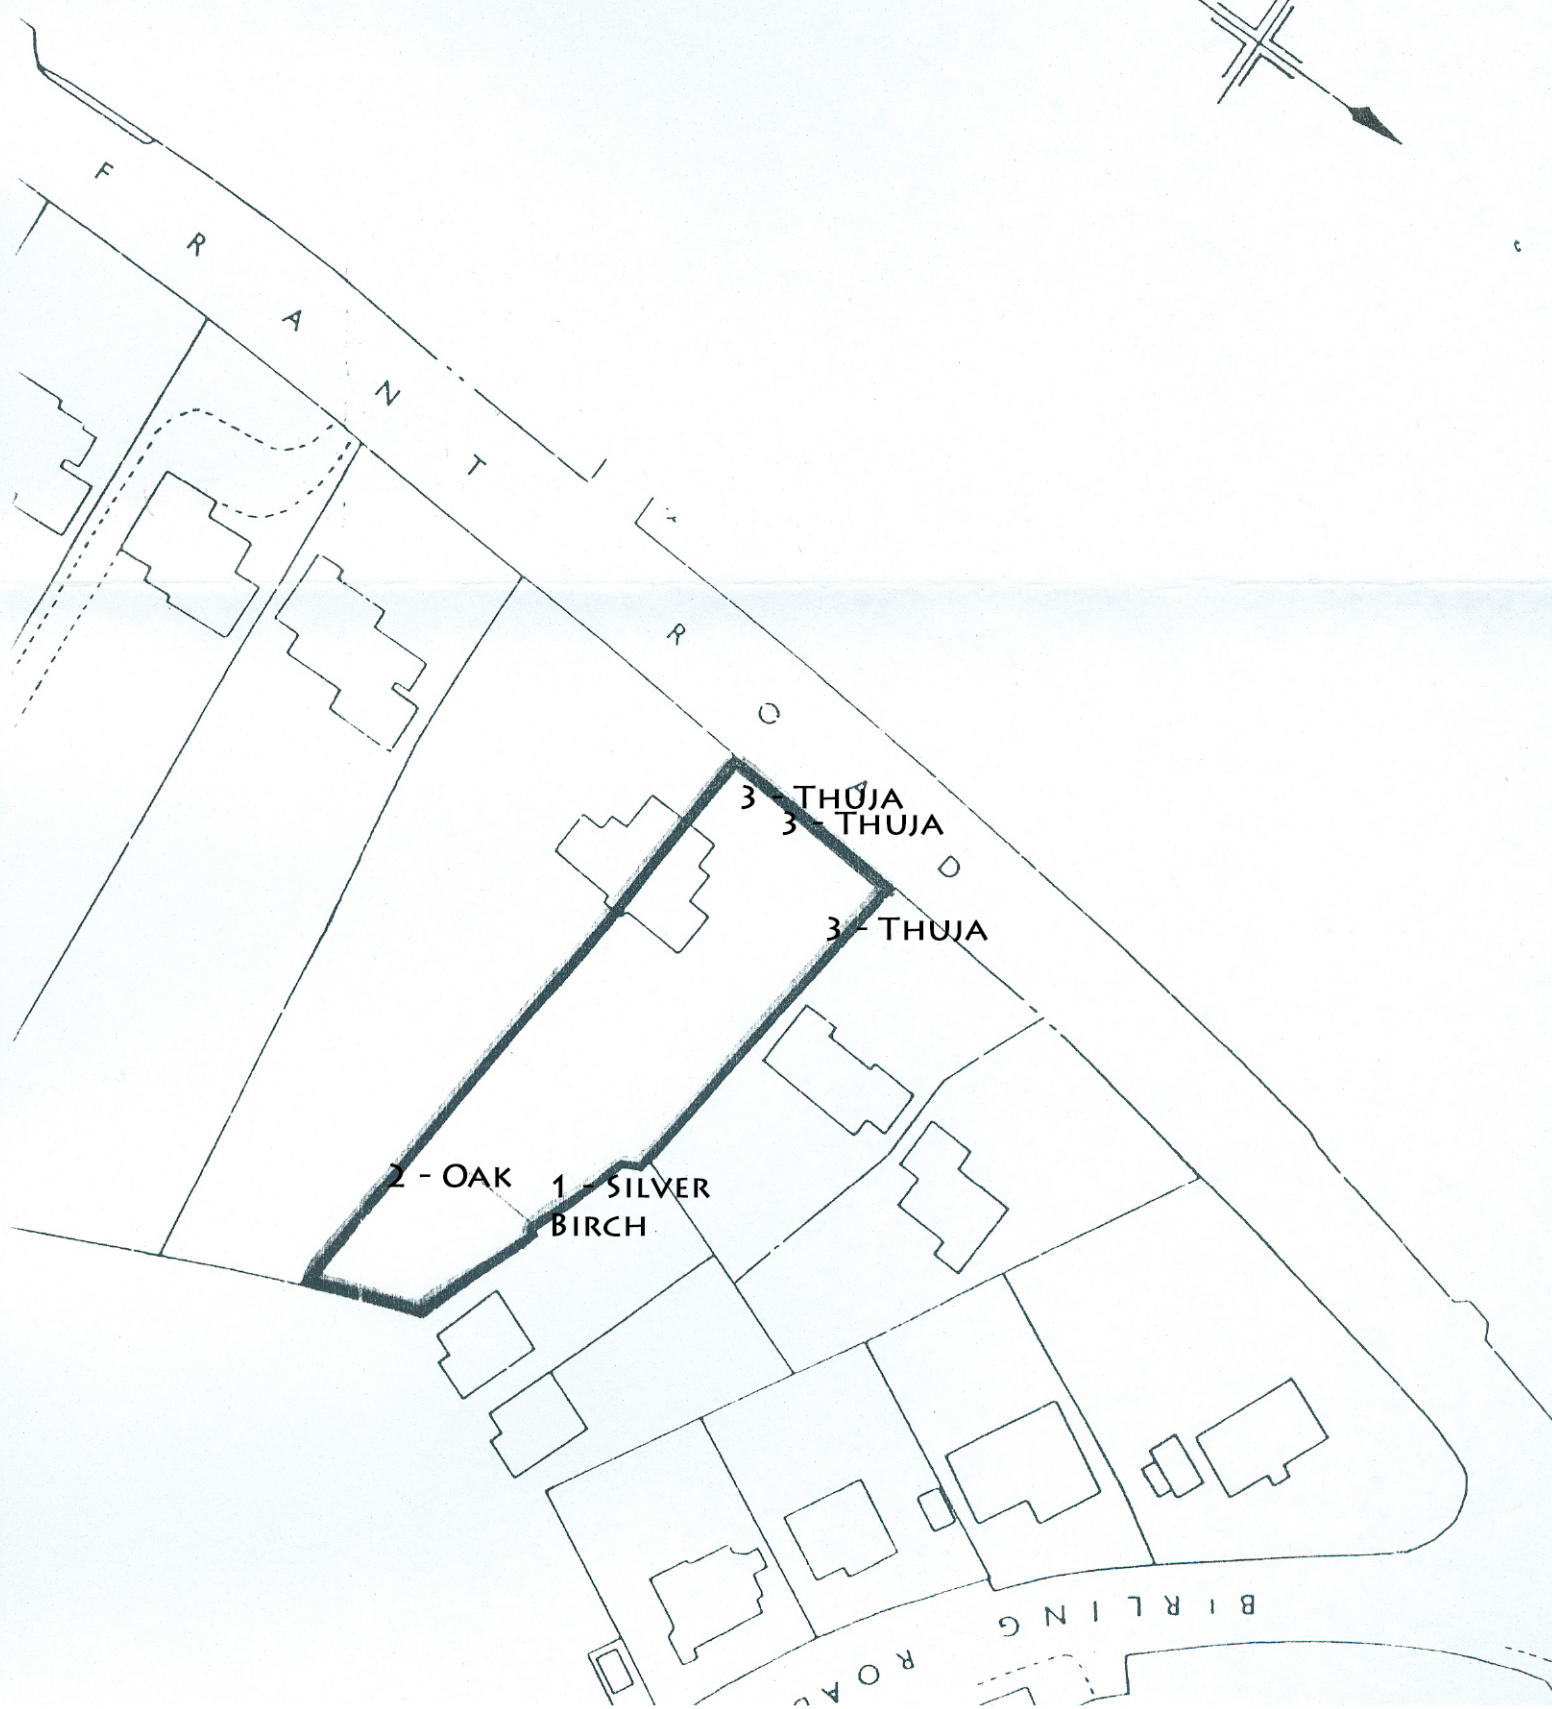 FRANT ROAD
3 - THUJA
3 - THUJA
3 - THUJA
2 - OAK
1 - SILVER
BIRCH
BIRLING ROAD